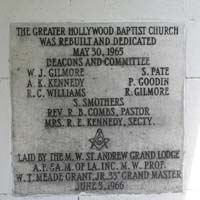 THE GREATER HOLLYWOOD BAPTIST CHURCH
WAS REBUILT AND DEDICATED
MAY 30, 1965
DEACONS AND COMMITTEE
W. J. GILMORE S. PATE
A. K. KENNEDY P. GOODIN
R. C. WILLIAMS R. GILMORE
S. SMOTHERS
REV. R. B. COMBS, PASTOR
MRS. R. E. KENNEDY, SECTY.
G
LAID BY THE M. W. ST. ANDREW GRAND LODGE
A. F. & A. M. OF LA. INC. M. W. PROF.
W. T. MEADE GRANT, JR. 33° GRAND MASTER
JUNE 5, 1966